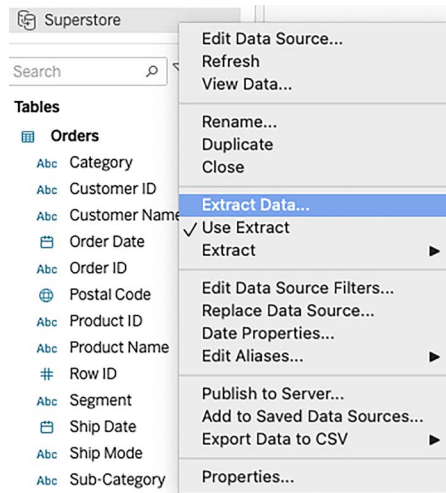 Superstore
Search
Tables
Orders
Abc Category
Abc Customer ID
Abc Customer Name
Order Date
Abc Order ID
Postal Code
Abc Product ID
Abc Product Name
# Row ID
Abc Segment
Ship Date
Abc Ship Mode
Abc Sub-Category
Edit Data Source...
Refresh
View Data...
Rename...
Duplicate
Close
Extract Data...
✓ Use Extract
Extract
Edit Data Source Filters...
Replace Data Source...
Date Properties...
Edit Aliases...
Publish to Server...
Add to Saved Data Sources...
Export Data to CSV
Properties...